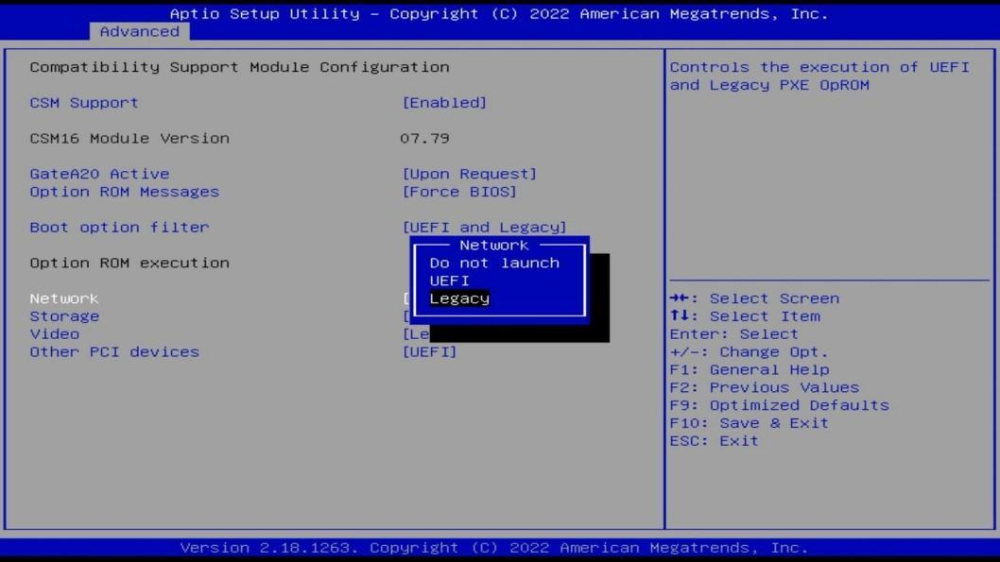 Aptio Setup Utility – Copyright (C) 2022 American Megatrends, Inc.
Advanced
Compatibility Support Module Configuration
CSM Support [Enabled]
CSM16 Module Version 07.79
GateA20 Active [Upon Request]
Option ROM Messages [Force BIOS]
Boot option filter [UEFI and Legacy]
Option ROM execution
Network [
Storage [
Video [Le
Other PCI devices [UEFI]
Network
Do not launch
UEFI
Legacy
Controls the execution of UEFI
and Legacy PXE OpROM
→←: Select Screen
↑↓: Select Item
Enter: Select
+/-: Change Opt.
F1: General Help
F2: Previous Values
F9: Optimized Defaults
F10: Save & Exit
ESC: Exit
Version 2.18.1263. Copyright (C) 2022 American Megatrends, Inc.